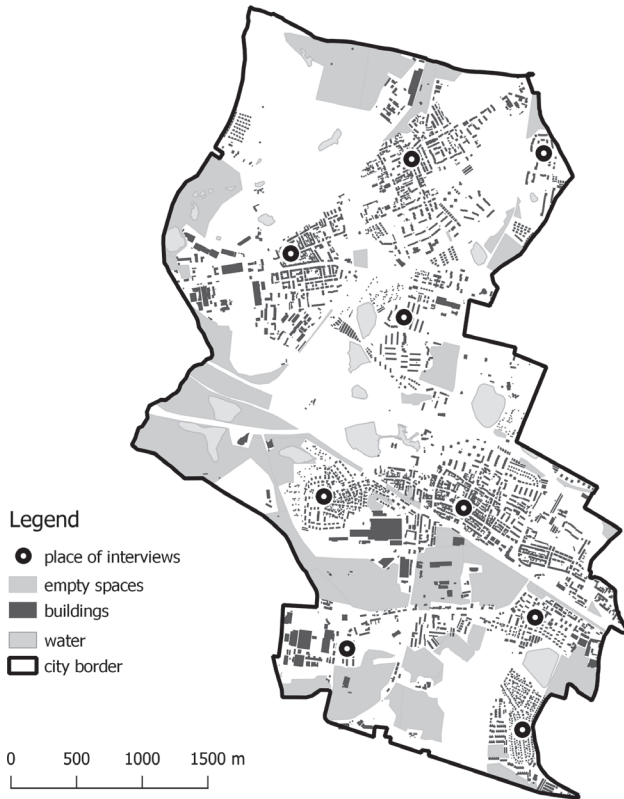 Legend
place of interviews
empty spaces
buildings
water
city border
0 500 1000 1500 m